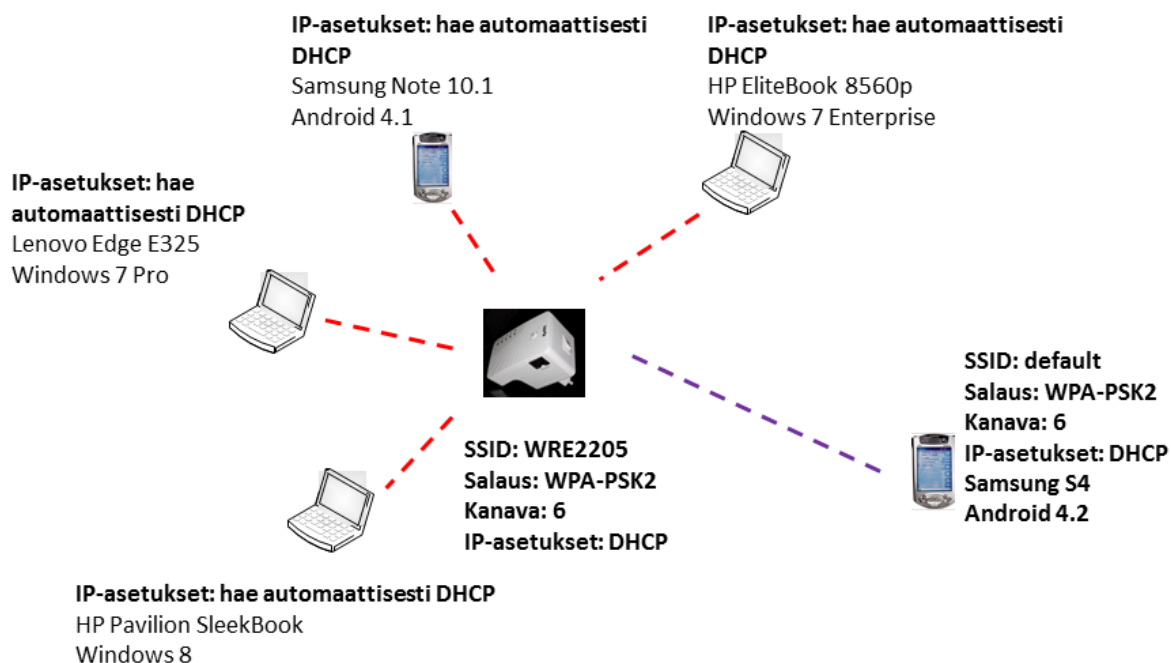 IP-asetukset: hae automaattisesti
DHCP
Samsung Note 10.1
Android 4.1
IP-asetukset: hae automaattisesti
DHCP
HP EliteBook 8560p
Windows 7 Enterprise
IP-asetukset: hae
automaattisesti DHCP
Lenovo Edge E325
Windows 7 Pro
SSID: default
Salaus: WPA-PSK2
Kanava: 6
IP-asetukset: DHCP
Samsung S4
Android 4.2
SSID: WRE2205
Salaus: WPA-PSK2
Kanava: 6
IP-asetukset: DHCP
IP-asetukset: hae automaattisesti DHCP
HP Pavilion SleekBook
Windows 8